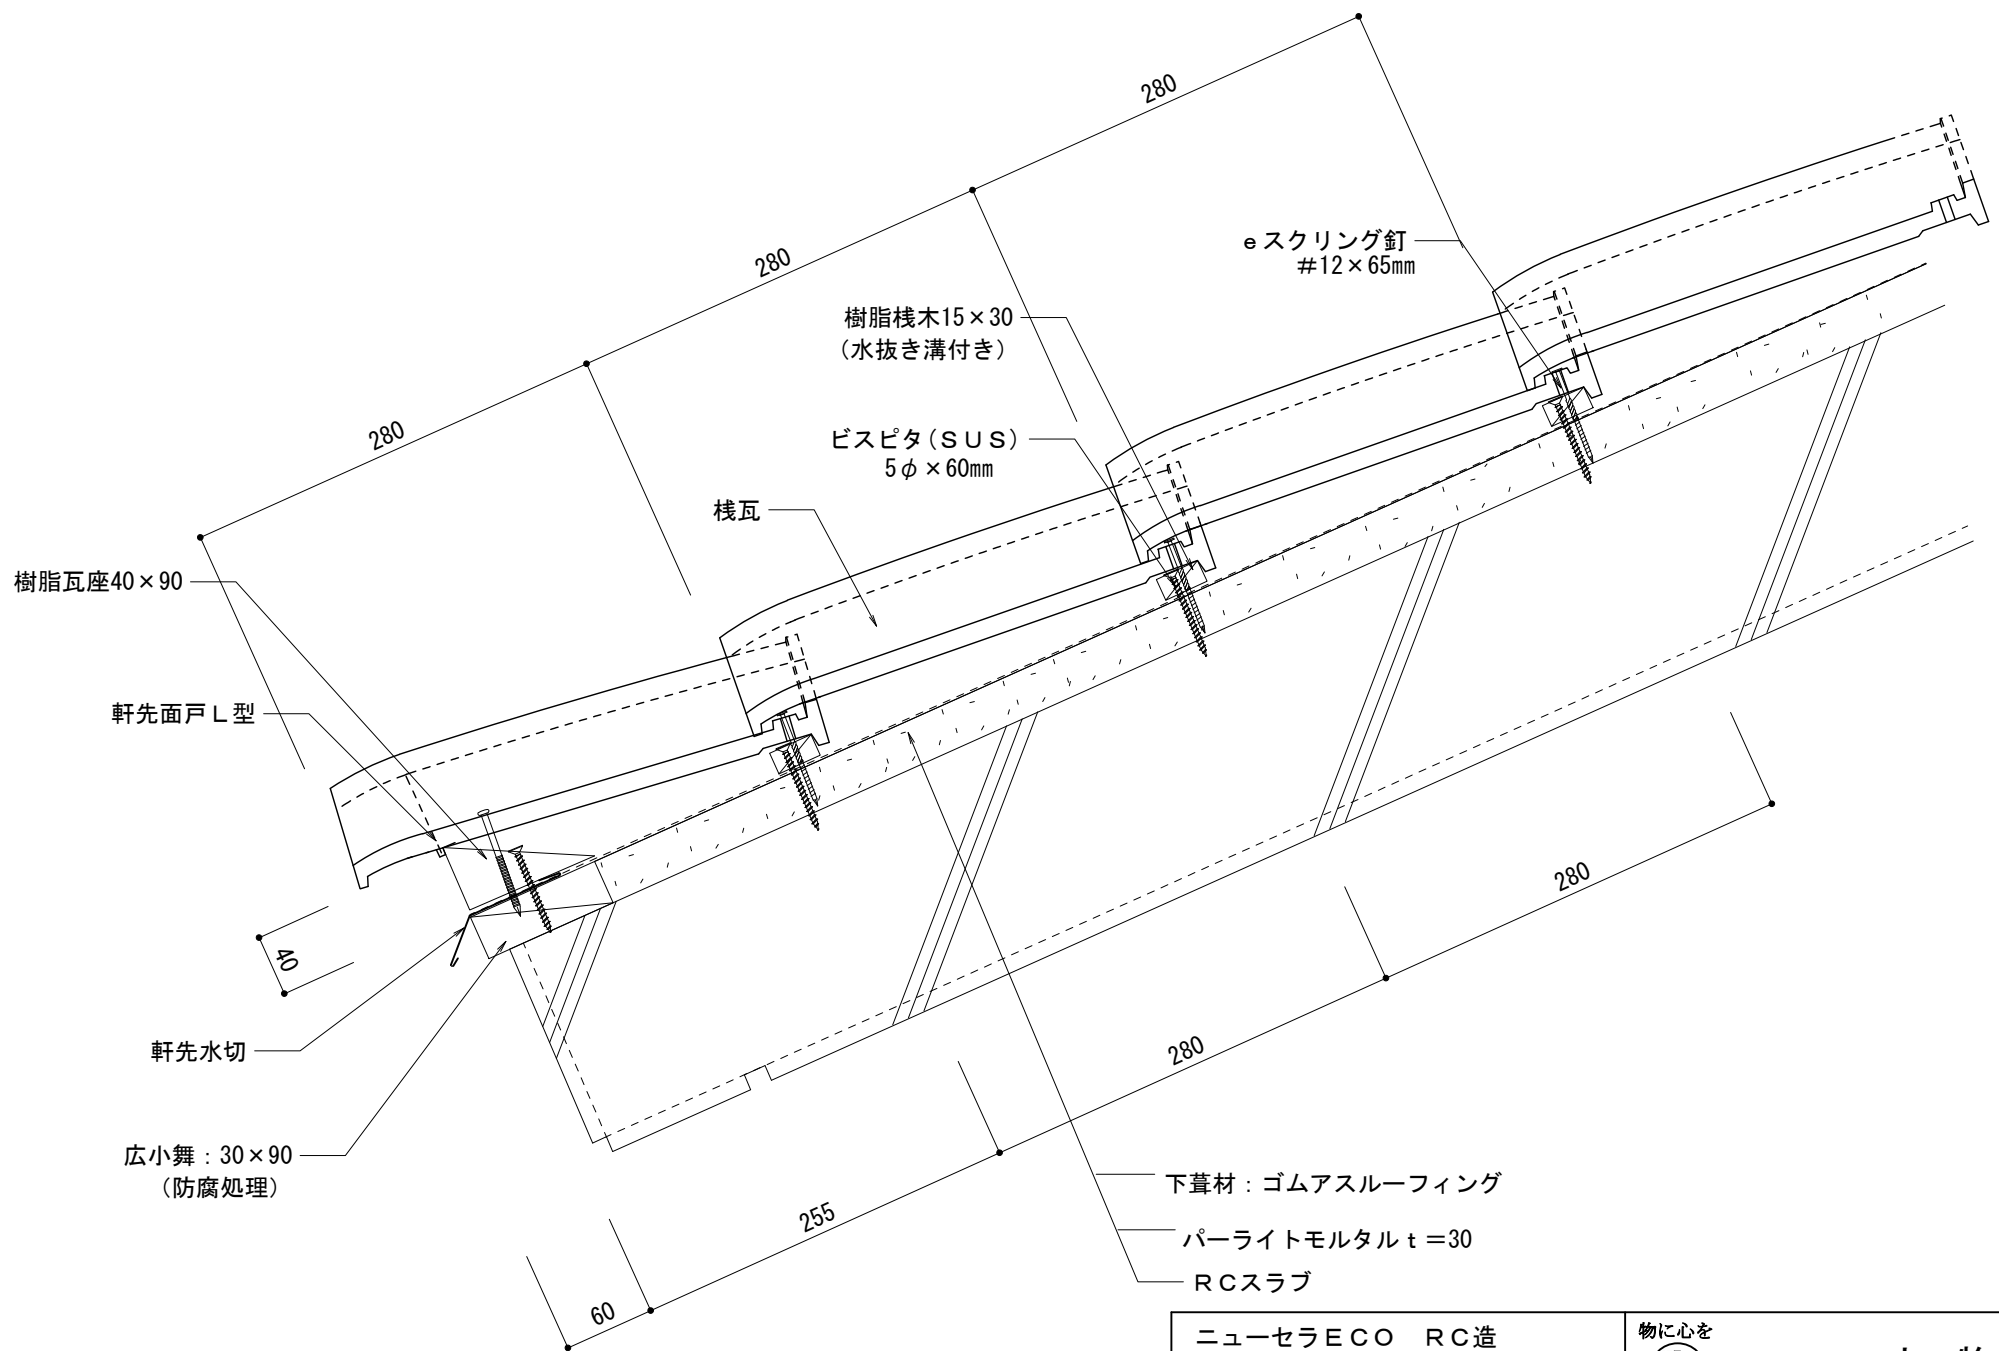 280
280
eスクリング釘
#12×65mm
280
樹脂桟木15×30
(水抜き溝付き)
280
ビスピタ(SUS)
5φ×60mm
桟瓦
樹脂瓦座40×90
軒先面戸L型
280
40
軒先水切
280
広小舞:30×90
(防腐処理)
下葺材:ゴムアスルーフィング
255
パーライトモルタルt=30
RCスラブ
60
ニューセラECO RC造
物に心を